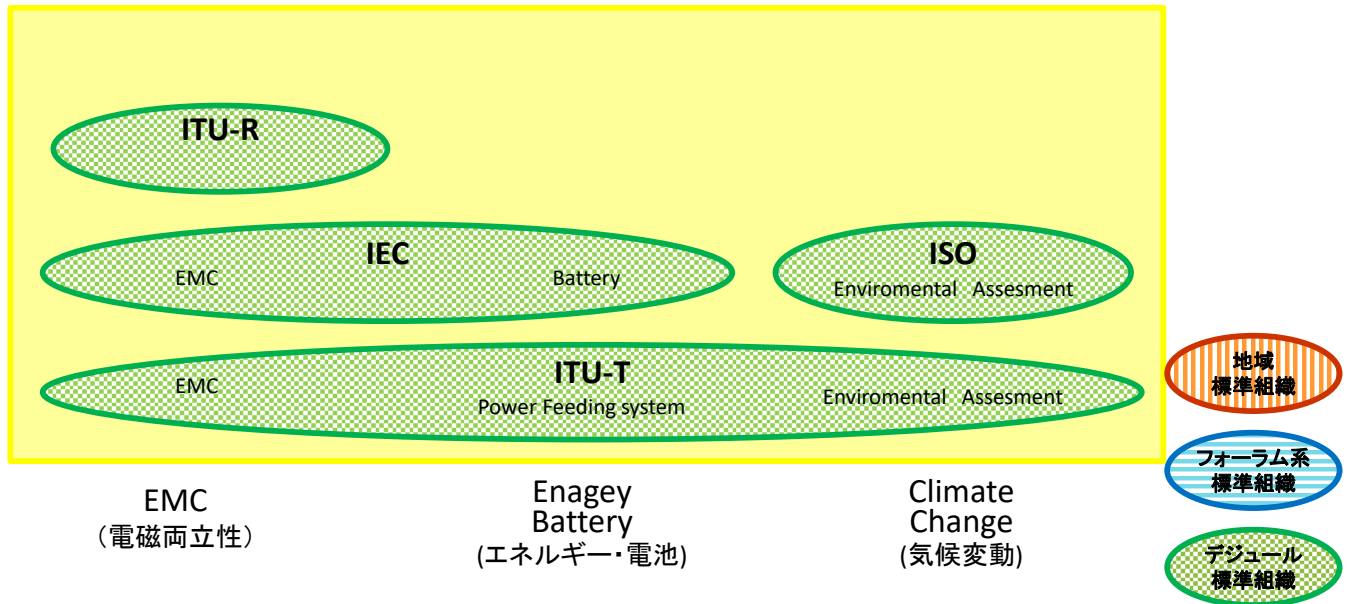 ITU-R
IEC
EMC
Battery
ISO
Enviromental Assesment
ITU-T
EMC
Power Feeding system
Enviromental Assesment
地域
標準組織
フォーラム系
標準組織
デジュール
標準組織
EMC
（電磁両立性）
Enagey
Battery
(エネルギー・電池)
Climate
Change
(気候変動)